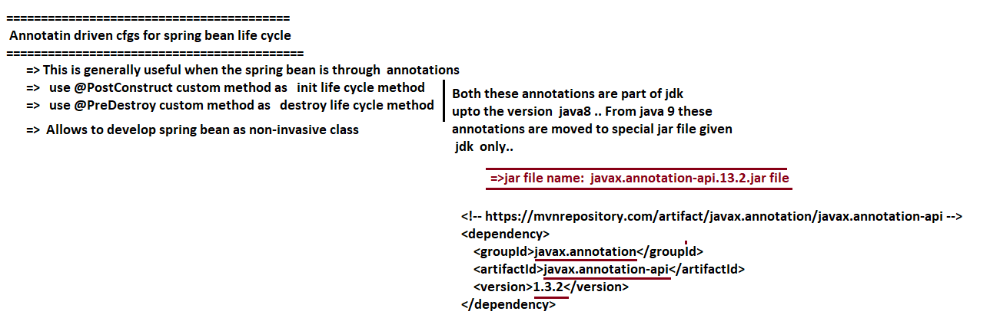 =========================================
Annotatin driven cfgs for spring bean life cycle
===========================================
=> This is generally useful when the spring bean is through annotations
=> use @PostConstruct custom method as init life cycle method
=> use @PreDestroy custom method as destroy life cycle method
=> Allows to develop spring bean as non-invasive class
Both these annotations are part of jdk
upto the version java8 .. From java 9 these
annotations are moved to special jar file given
jdk only..
=>jar file name: javax.annotation-api.13.2.jar file
<!-- https://mvnrepository.com/artifact/javax.annotation/javax.annotation-api -->
<dependency>
<groupId>javax.annotation</groupId>
<artifactId>javax.annotation-api</artifactId>
<version>1.3.2</version>
</dependency>